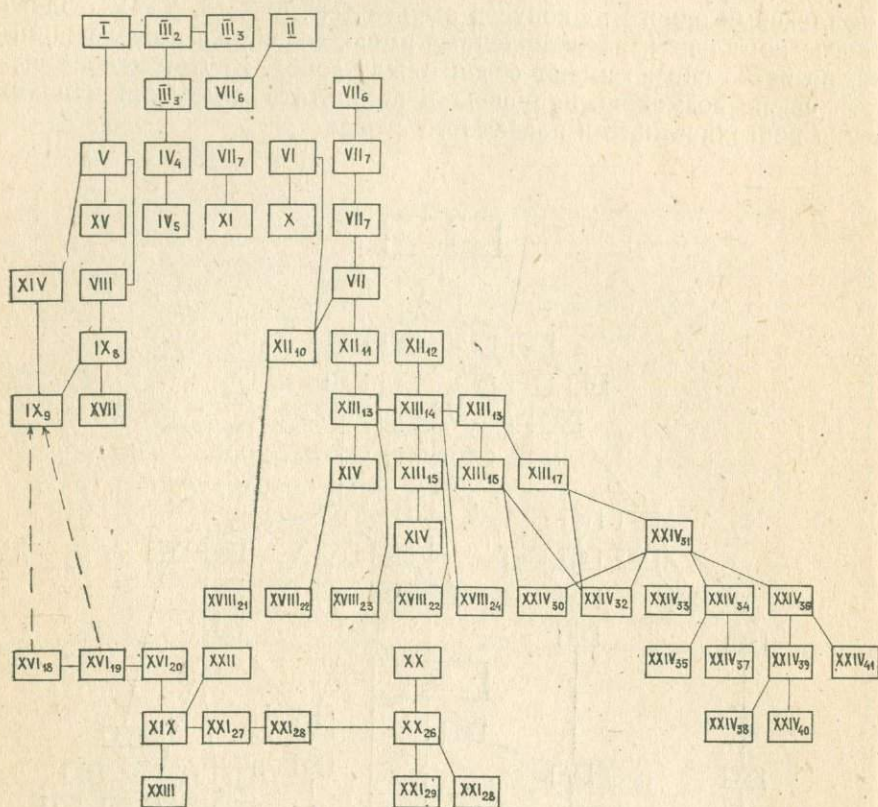 I III₂ III₃ II
III₃ VII₆ VII₆
V IV₄ VII₇ VI VII₇
XV IV₅ XI X VII₇
XIV VIII VII
IX₈ XII₁₀ XII₁₁ XII₁₂
IX₉ XVII XIII₁₃ XIII₁₄ XIII₁₅
XIV XIII₁₅ XIII₁₆ XIII₁₇
XIV XXIV₃₁
XVIII₂₁ XVIII₂₂ XVIII₂₃ XVIII₂₂ XVIII₂₄ XXIV₃₀ XXIV₃₂ XXIV₃₃ XXIV₃₄ XXIV₃₆
XVI₁₈ XVI₁₉ XVI₂₀ XXII XX XXIV₃₅ XXIV₃₇ XXIV₃₉ XXIV₄₁
XIX XXI₂₇ XXI₂₈ XX₂₆ XXIV₃₈ XXIV₄₀
XXIII XXI₂₉ XXI₂₈